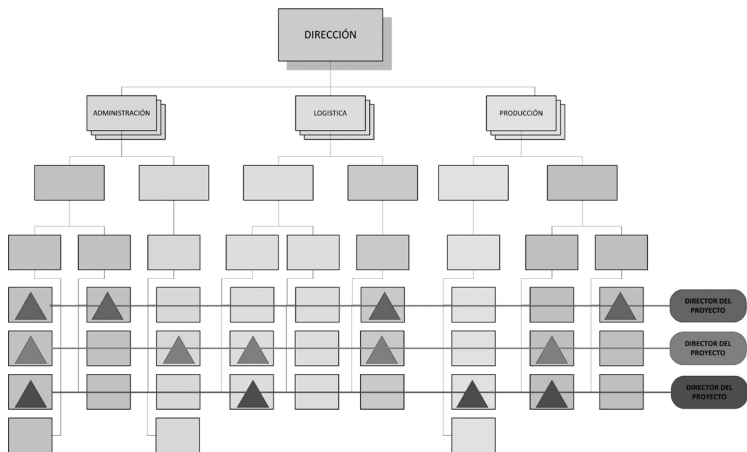 DIRECCIÓN
ADMINISTRACIÓN
LOGISTICA
PRODUCCIÓN
DIRECTOR DEL
PROYECTO
DIRECTOR DEL
PROYECTO
DIRECTOR DEL
PROYECTO